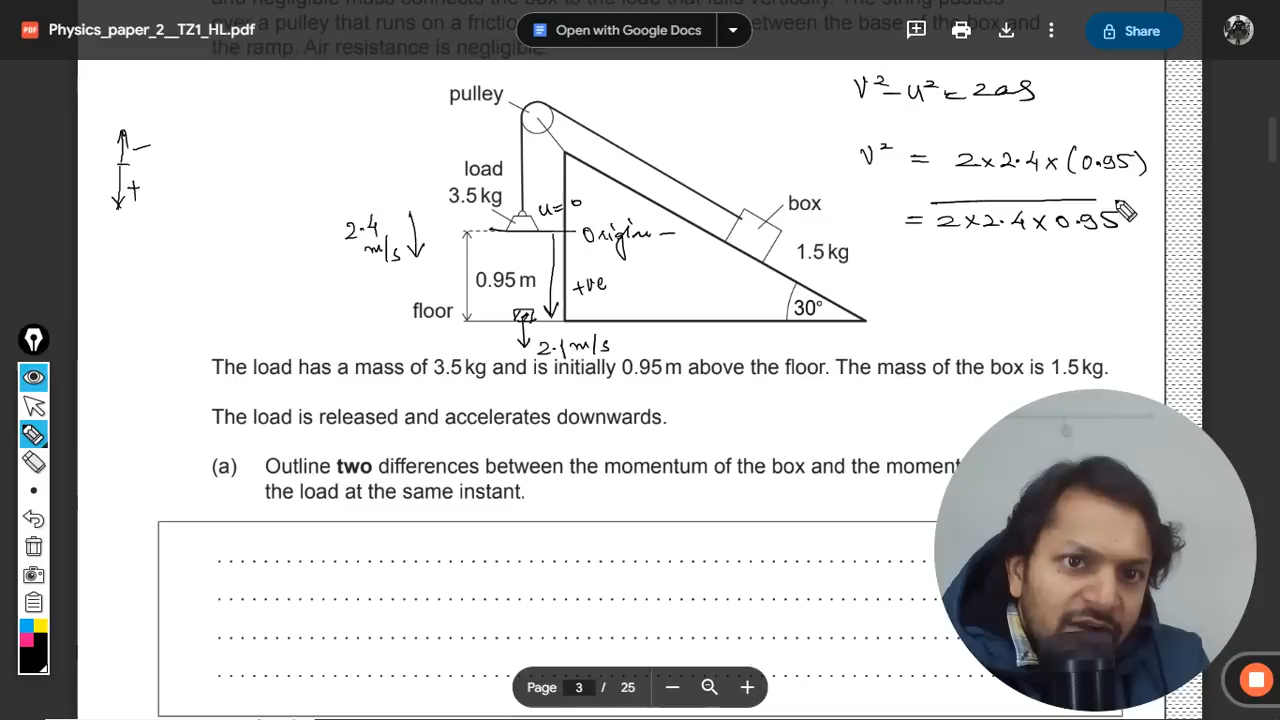 and negligible mass connects the box to the load that falls vertically. The string passes
Physics_paper_2__TZ1_HL.pdf
Open with Google Docs
Share
over a pulley that runs on a between the base of the box and
the ramp. Air resistance is negligible.
pulley
v² - u² = 2as
v² = 2×2.4×(0.95)
= 2×2.4×0.95
load
3.5 kg
u = 0
box
1.5 kg
2.4
m/s
Origin
-
+
0.95 m
+ve
floor
30°
2.1 m/s
The load has a mass of 3.5 kg and is initially 0.95 m above the floor. The mass of the box is 1.5 kg.
The load is released and accelerates downwards.
(a) Outline two differences between the momentum of the box and the
the load at the same instant.
Page 3 / 25